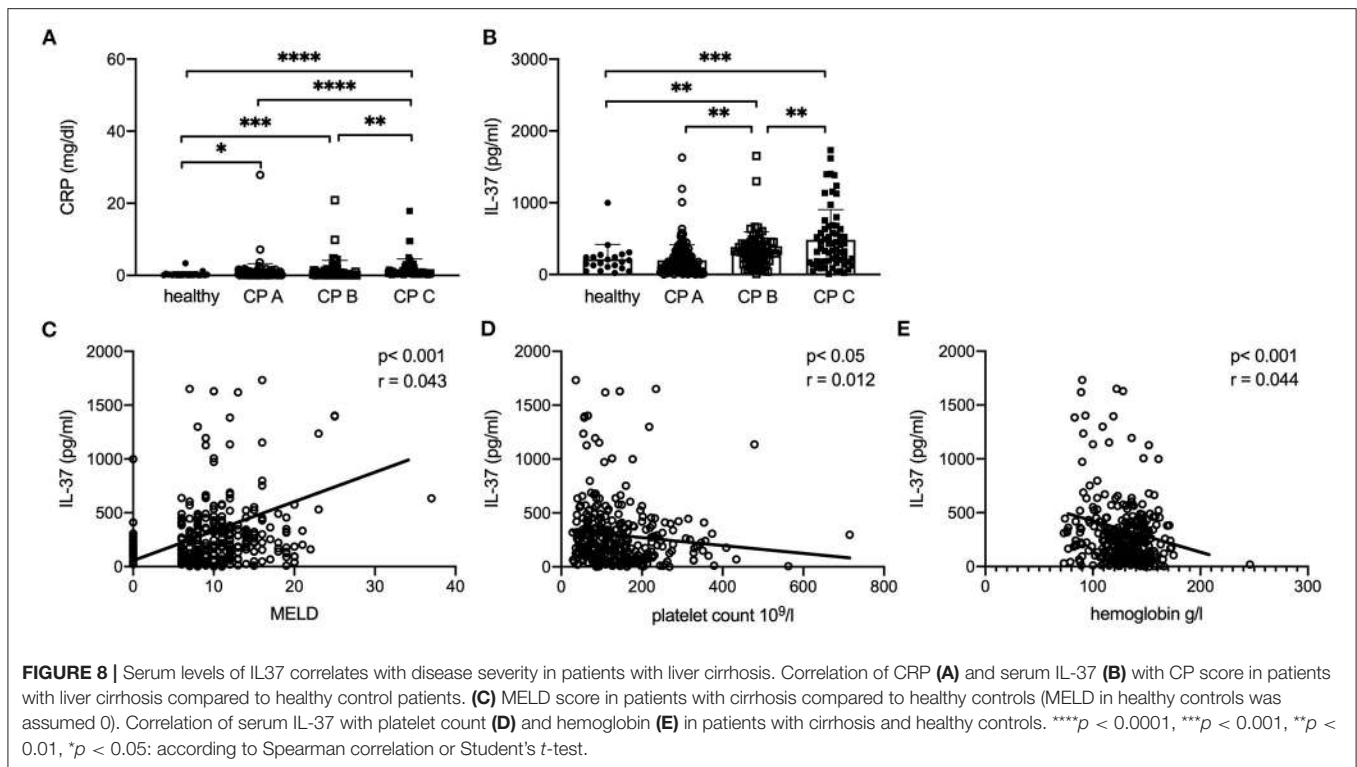 A
B
60
40
20
0
CRP (mg/dl)
****
****
***
**
*
healthy
CP A
CP B
CP C
3000
2000
1000
0
IL-37 (pg/ml)
***
**
**
**
healthy
CP A
CP B
CP C
C
D
E
2000
1500
1000
500
0
IL-37 (pg/ml)
p< 0.001
r = 0.043
0
10
20
30
40
MELD
2000
1500
1000
500
0
IL-37 (pg/ml)
p< 0.05
r = 0.012
0
200
400
600
800
platelet count 10⁹/l
2000
1500
1000
500
0
IL-37 (pg/ml)
p< 0.001
r = 0.044
0
100
200
300
hemoglobin g/l
FIGURE 8 | Serum levels of IL37 correlates with disease severity in patients with liver cirrhosis. Correlation of CRP (A) and serum IL-37 (B) with CP score in patients
with liver cirrhosis compared to healthy control patients. (C) MELD score in patients with cirrhosis compared to healthy controls (MELD in healthy controls was
assumed 0). Correlation of serum IL-37 with platelet count (D) and hemoglobin (E) in patients with cirrhosis and healthy controls. ****p < 0.0001, ***p < 0.001, **p <
0.01, *p < 0.05: according to Spearman correlation or Student's t-test.